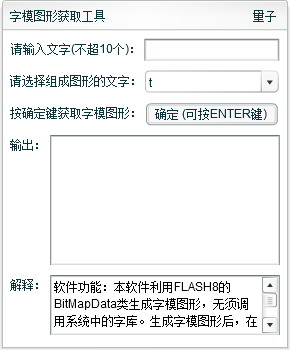 字模图形获取工具 量子
请输入文字(不超10个):
请选择组成图形的文字: t
按确定键获取字模图形: 确定 (可按ENTER键)
输出:
解释: 软件功能：本软件利用FLASH8的
BitMapData类生成字模图形，无须调
用系统中的字库。生成字模图形后，在